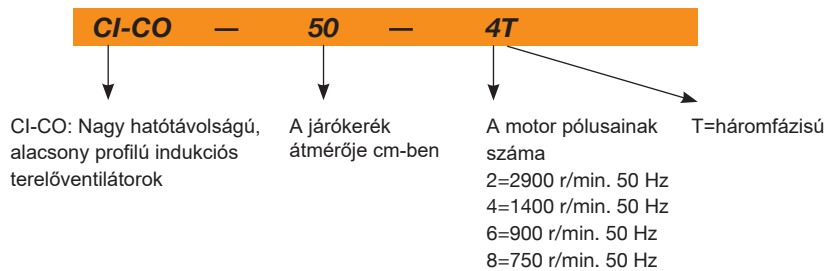 CI-CO — 50 — 4T
CI-CO: Nagy hatótávolságú,
alacsony profilú indukciós
terelőventilátorok
A járókerék
átmérője cm-ben
A motor pólusainak
száma
2=2900 r/min. 50 Hz
4=1400 r/min. 50 Hz
6=900 r/min. 50 Hz
8=750 r/min. 50 Hz
T=háromfázisú